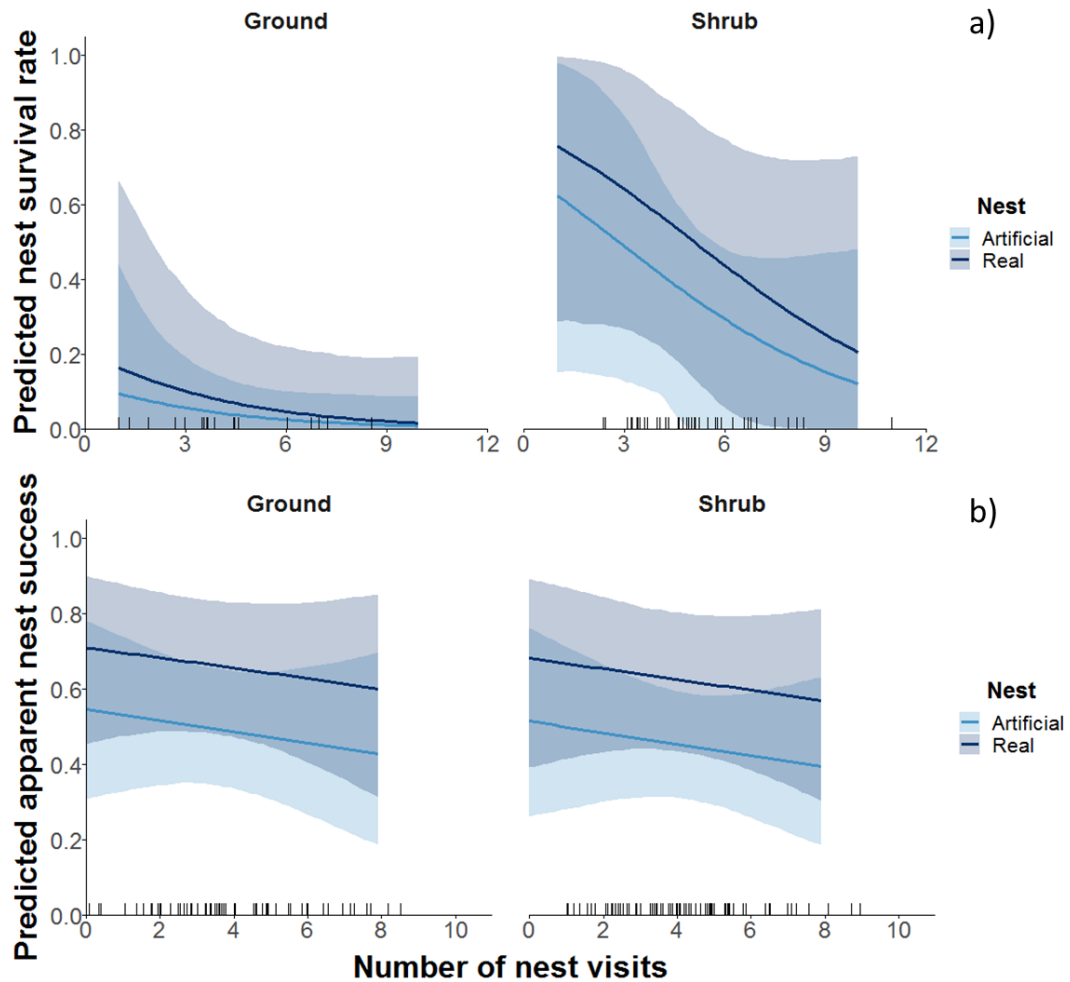 Ground
Shrub
a)
Predicted nest survival rate
1.0
0.8
0.6
0.4
0.2
0.0
0 3 6 9 12
0 3 6 9 12
Nest
Artificial
Real
Ground
Shrub
b)
Predicted apparent nest success
1.0
0.8
0.6
0.4
0.2
0.0
0 2 4 6 8 10
0 2 4 6 8 10
Nest
Artificial
Real
Number of nest visits